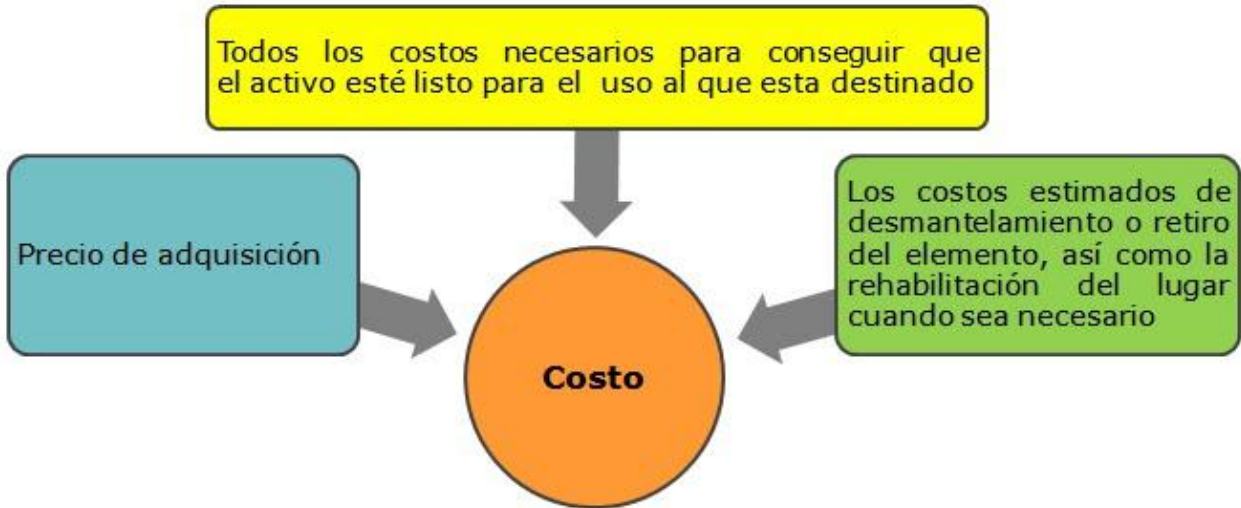 Todos los costos necesarios para conseguir que
el activo esté listo para el uso al que esta destinado
Precio de adquisición
Los costos estimados de
desmantelamiento o retiro
del elemento, así como la
rehabilitación del lugar
cuando sea necesario
Costo